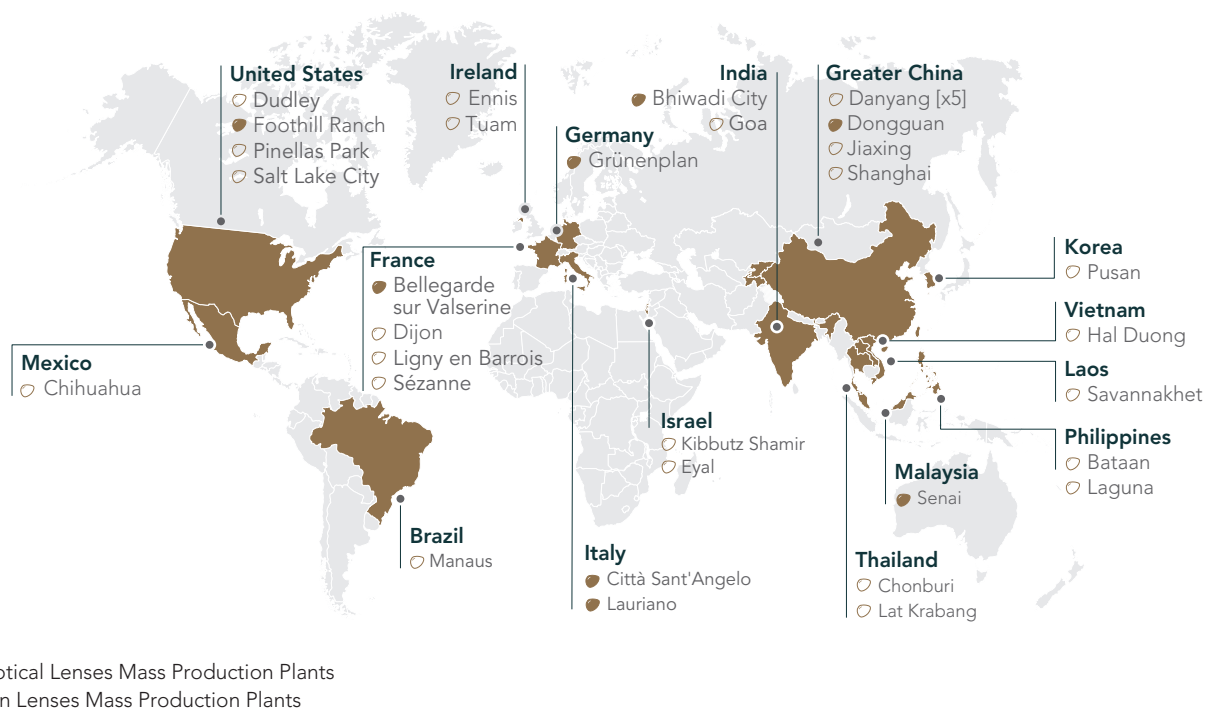 United States
Dudley
Foothill Ranch
Pinellas Park
Salt Lake City
Ireland
Ennis
Tuam
Germany
Grünenplan
India
Bhiwadi City
Goa
Greater China
Danyang [x5]
Dongguan
Jiaxing
Shanghai
France
Bellegarde
sur Valserine
Dijon
Ligny en Barrois
Sézanne
Korea
Pusan
Vietnam
Hal Duong
Laos
Savannakhet
Philippines
Bataan
Laguna
Mexico
Chihuahua
Israel
Kibbutz Shamir
Eyal
Malaysia
Senai
Brazil
Manaus
Italy
Città Sant'Angelo
Lauriano
Thailand
Chonburi
Lat Krabang
ptical Lenses Mass Production Plants
n Lenses Mass Production Plants